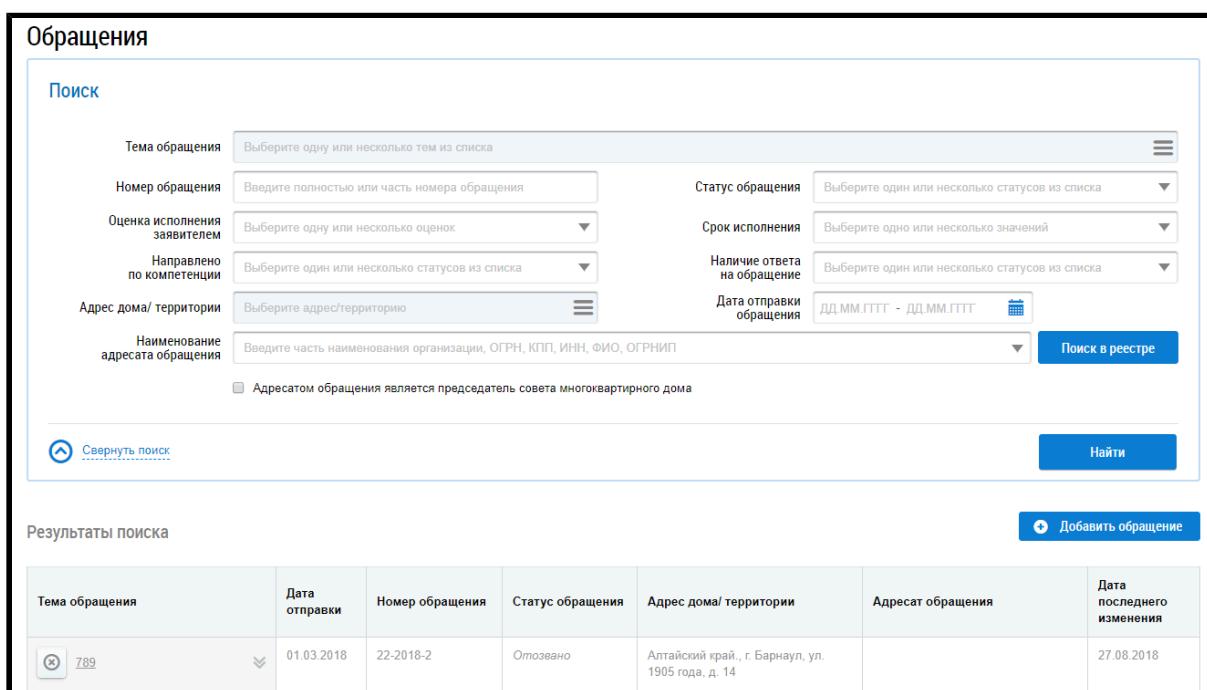 Обращения
Поиск
Тема обращения Выберите одну или несколько тем из списка
Номер обращения Введите полностью или часть номера обращения Статус обращения Выберите один или несколько статусов из списка
Оценка исполнения заявителем Выберите одну или несколько оценок Срок исполнения Выберите одно или несколько значений
Направлено по компетенции Выберите один или несколько статусов из списка Наличие ответа на обращение Выберите один или несколько статусов из списка
Адрес дома/ территории Выберите адрес/территорию Дата отправки обращения ДД.ММ.ГГГГ - ДД.ММ.ГГГГ
Наименование адресата обращения Введите часть наименования организации, ОГРН, КПП, ИНН, ФИО, ОГРНИП Поиск в реестре
Адресатом обращения является председатель совета многоквартирного дома
Свернуть поиск Найти
Результаты поиска Добавить обращение
Тема обращения Дата отправки Номер обращения Статус обращения Адрес дома/ территории Адресат обращения Дата последнего изменения
789 01.03.2018 22-2018-2 Отозвано Алтайский край., г. Барнаул, ул. 1905 года, д. 14 27.08.2018